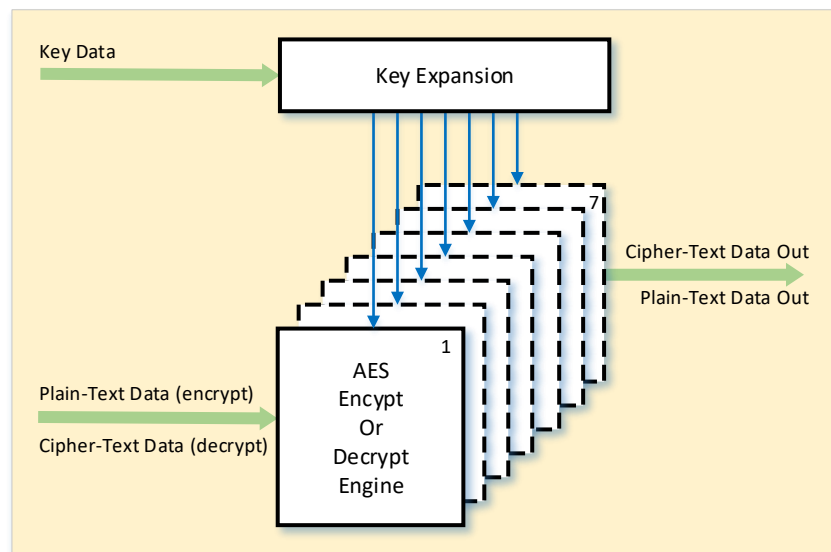 Key Data
Key Expansion
7
Cipher-Text Data Out
Plain-Text Data Out
1
AES
Encypt
Or
Decrypt
Engine
Plain-Text Data (encrypt)
Cipher-Text Data (decrypt)